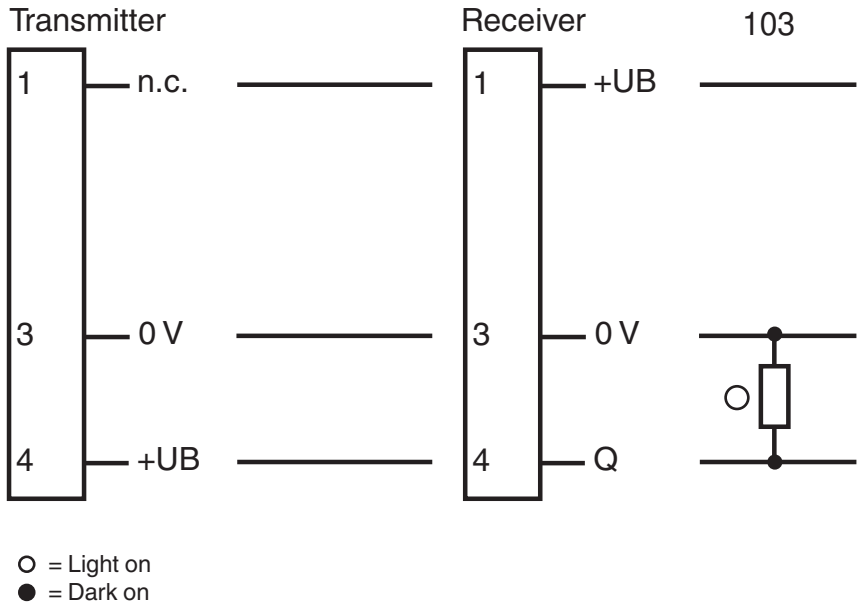 Transmitter
1 n.c.
3 0 V
4 +UB
Receiver
1 +UB
3 0 V
4 Q
103
= Light on
= Dark on